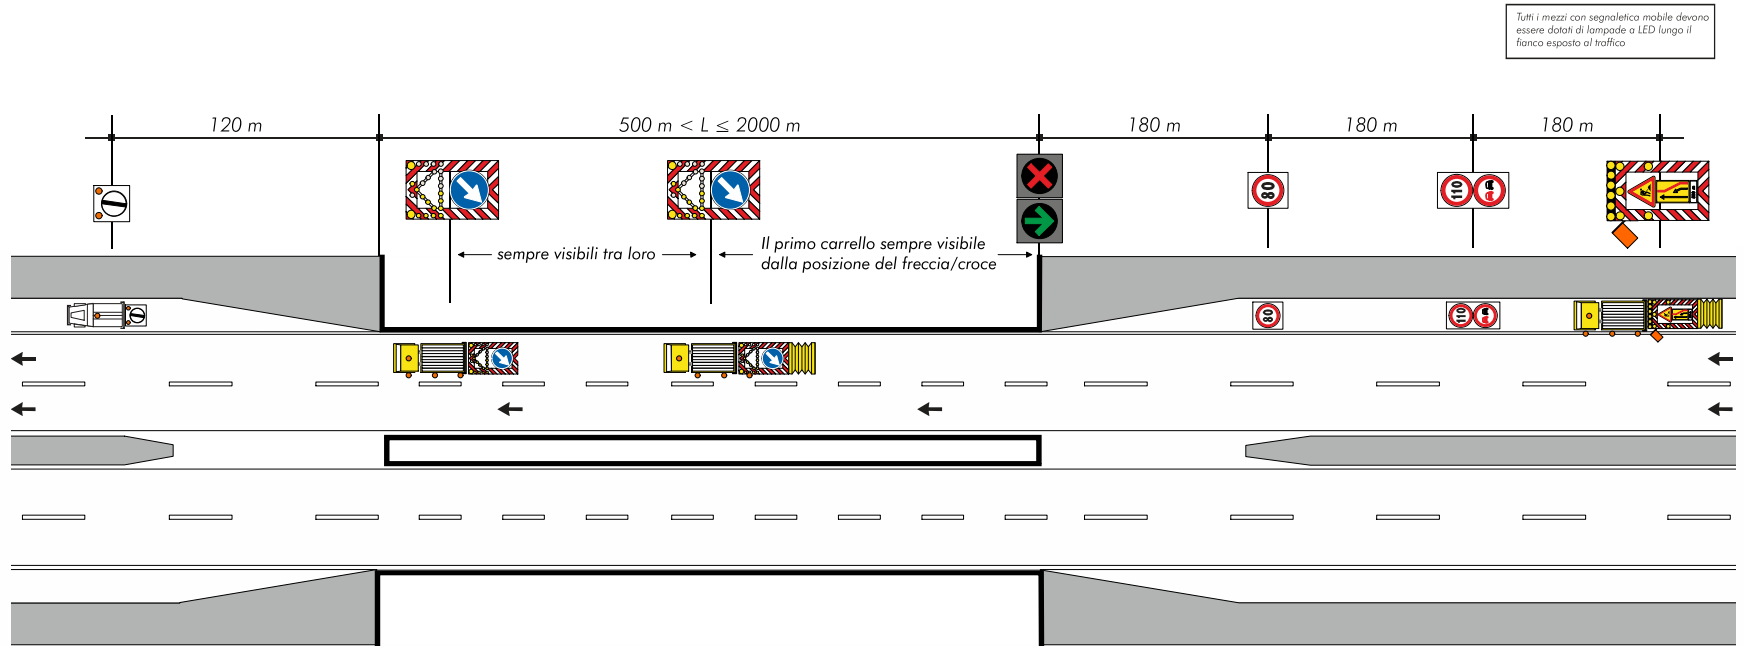 Tutti i mezzi con segnaletica mobile devono
essere dotati di lampade a LED lungo il
fianco esposto al traffico
120 m
500 m < L ≤ 2000 m
180 m
180 m
180 m
80
110
sempre visibili tra loro
Il primo carrello sempre visibile
dalla posizione del freccia/croce
80
110